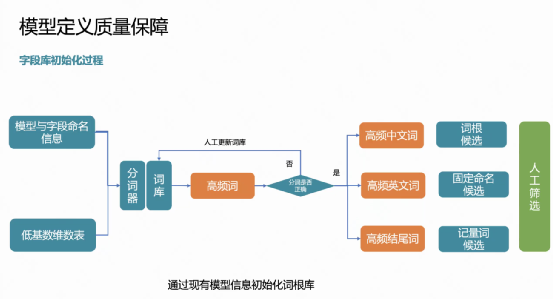 模型定义质量保障
字段库初始化过程
模型与字段命名
信息
低基数维数表
分词器
词库
人工更新词库
高频词
否
分词是否
正确
是
高频中文词
高频英文词
高频结尾词
词根
候选
固定命名
候选
记量词
候选
人工筛选
通过现有模型信息初始化词根库